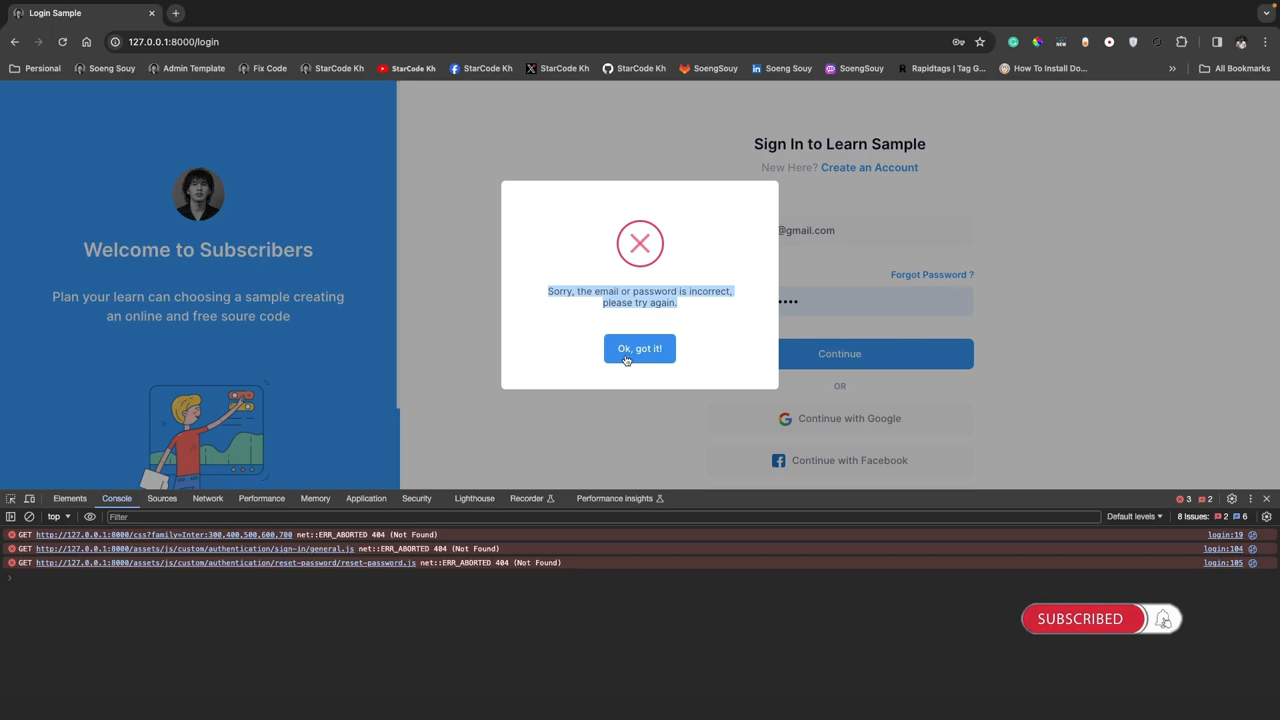 Login Sample
127.0.0.1:8000/login
Personal
Soeng Souy
Admin Template
Fix Code
StarCode Kh
StarCode Kh
StarCode Kh
StarCode Kh
StarCode Kh
SoengSouy
Soeng Souy
SoengSouy
Rapidtags | Tag G...
How To Install Do...
»
All Bookmarks
Welcome to Subscribers
Plan your learn can choosing a sample creating
an online and free soure code
Sign In to Learn Sample
New Here? Create an Account
@gmail.com
Forgot Password ?
••••
Continue
OR
Continue with Google
Continue with Facebook
Sorry, the email or password is incorrect,
please try again.
Ok, got it!
Elements Console Sources Network Performance Memory Application Security Lighthouse Recorder Performance insights 3 2
top Filter Default levels 8 Issues: 2 6
GET http://127.0.0.1:8000/css?family=Inter:300,400,500,600,700 net::ERR_ABORTED 404 (Not Found) login:19
GET http://127.0.0.1:8000/assets/js/custom/authentication/sign-in/general.js net::ERR_ABORTED 404 (Not Found) login:104
GET http://127.0.0.1:8000/assets/js/custom/authentication/reset-password/reset-password.js net::ERR_ABORTED 404 (Not Found) login:105
SUBSCRIBED